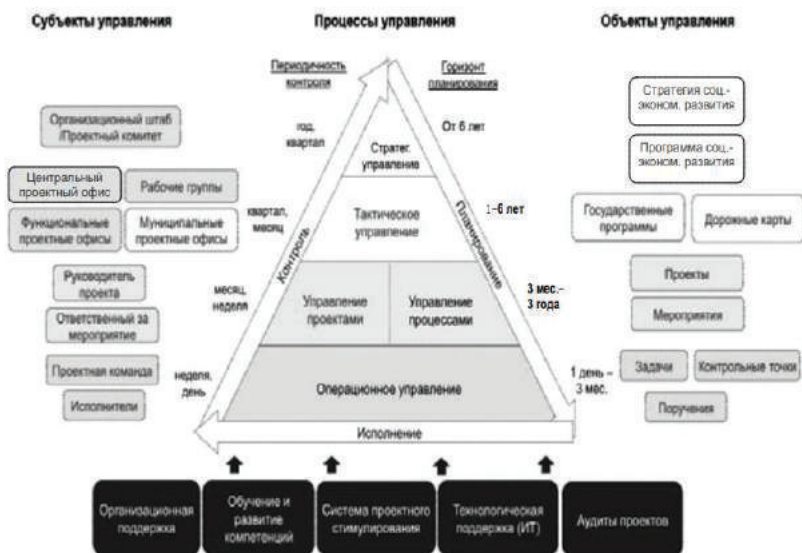 Субъекты управления
Процессы управления
Объекты управления
Периодичность
контроля
Горизонт
планирования
Организационный штаб
/Проектный комитет
Центральный
проектный офис
Рабочие группы
Функциональные
проектные офисы
Муниципальные
проектные офисы
Руководитель
проекта
Ответственный за
мероприятие
Проектная команда
Исполнители
год,
квартал
квартал,
месяц
месяц,
неделя
неделя,
день
Контроль
Стратег.
управление
Тактическое
управление
Управление
проектами
Управление
процессами
Операционное управление
Планирование
Исполнение
От 6 лет
1–6 лет
3 мес.–
3 года
1 день –
3 мес.
Стратегия соц.-
эконом. развития
Программа соц.-
эконом. развития
Государственные
программы
Дорожные карты
Проекты
Мероприятия
Задачи
Контрольные точки
Поручения
Организационная
поддержка
Обучение и
развитие
компетенций
Система проектного
стимулирования
Технологическая
поддержка (ИТ)
Аудиты проектов